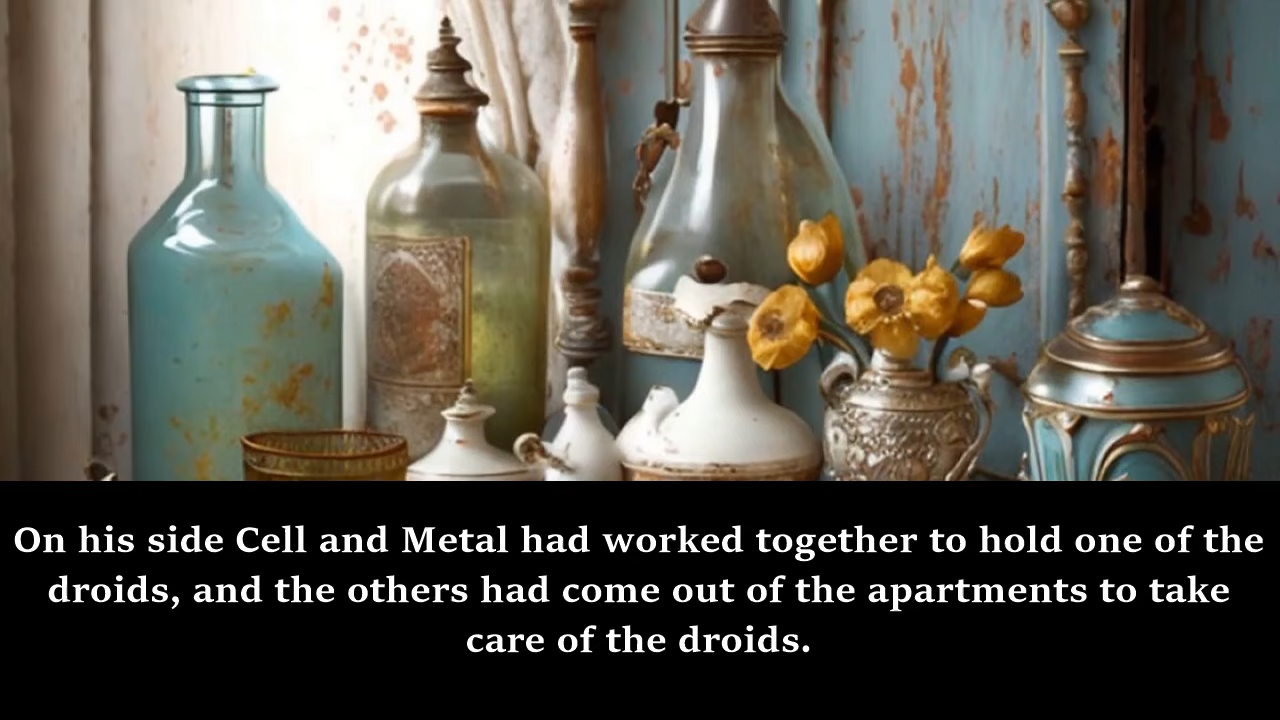 On his side Cell and Metal had worked together to hold one of the
droids, and the others had come out of the apartments to take
care of the droids.